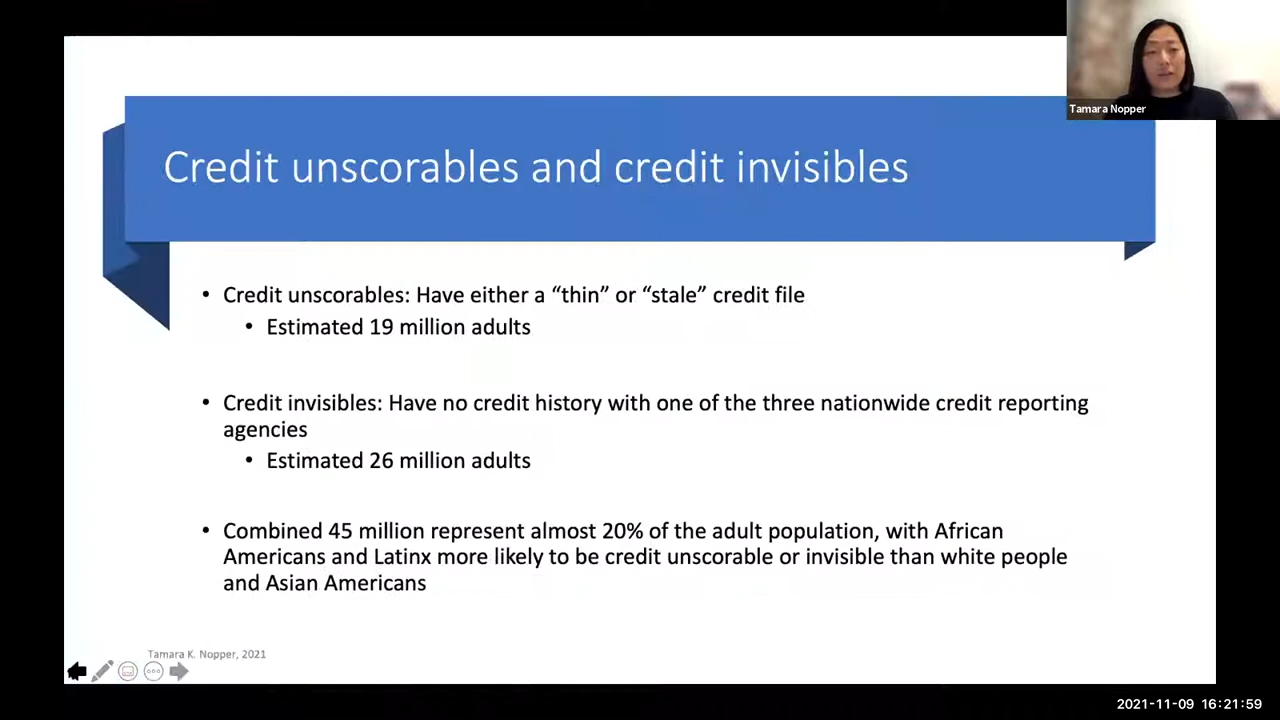 Tamara Nopper
Credit unscorables and credit invisibles
• Credit unscorables: Have either a “thin” or “stale” credit file
• Estimated 19 million adults
• Credit invisibles: Have no credit history with one of the three nationwide credit reporting
agencies
• Estimated 26 million adults
• Combined 45 million represent almost 20% of the adult population, with African
Americans and Latinx more likely to be credit unscorable or invisible than white people
and Asian Americans
Tamara K. Nopper, 2021
2021-11-09 16:21:59